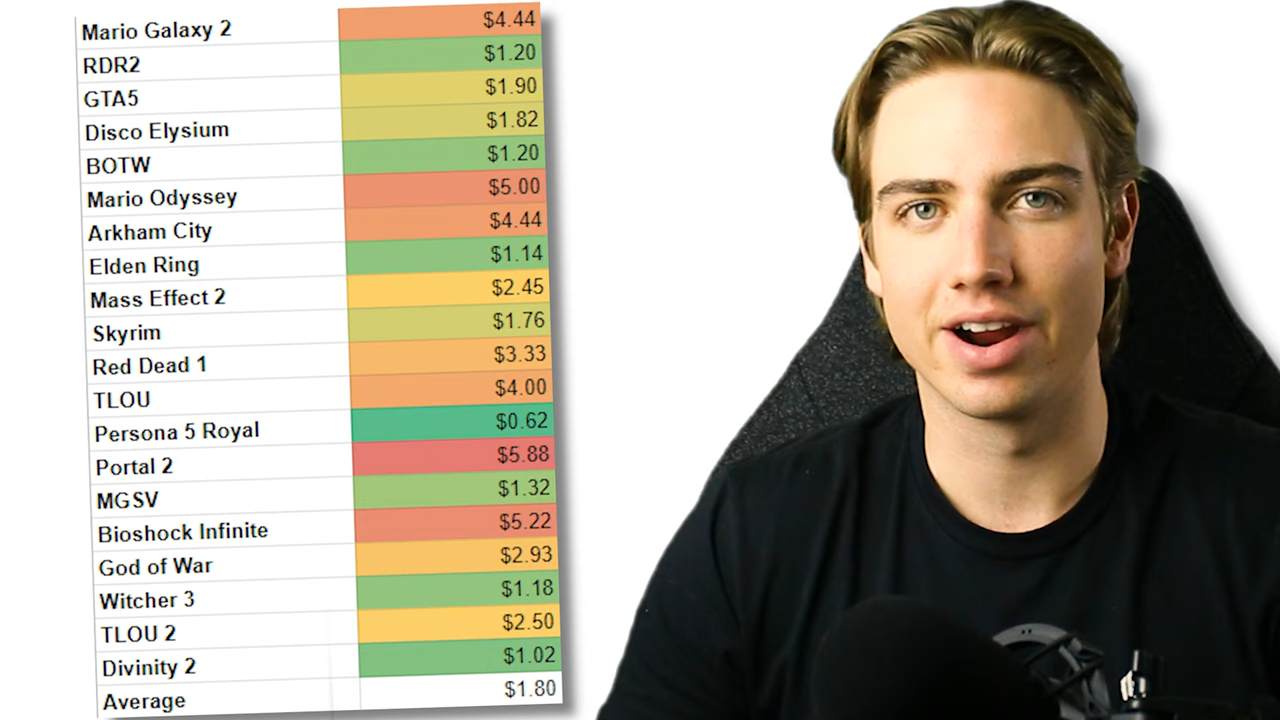 Mario Galaxy 2 $4.44
RDR2 $1.20
GTA5 $1.90
Disco Elysium $1.82
BOTW $1.20
Mario Odyssey $5.00
Arkham City $4.44
Elden Ring $1.14
Mass Effect 2 $2.45
Skyrim $1.76
Red Dead 1 $3.33
TLOU $4.00
Persona 5 Royal $0.62
Portal 2 $5.88
MGSV $1.32
Bioshock Infinite $5.22
God of War $2.93
Witcher 3 $1.18
TLOU 2 $2.50
Divinity 2 $1.02
Average $1.80